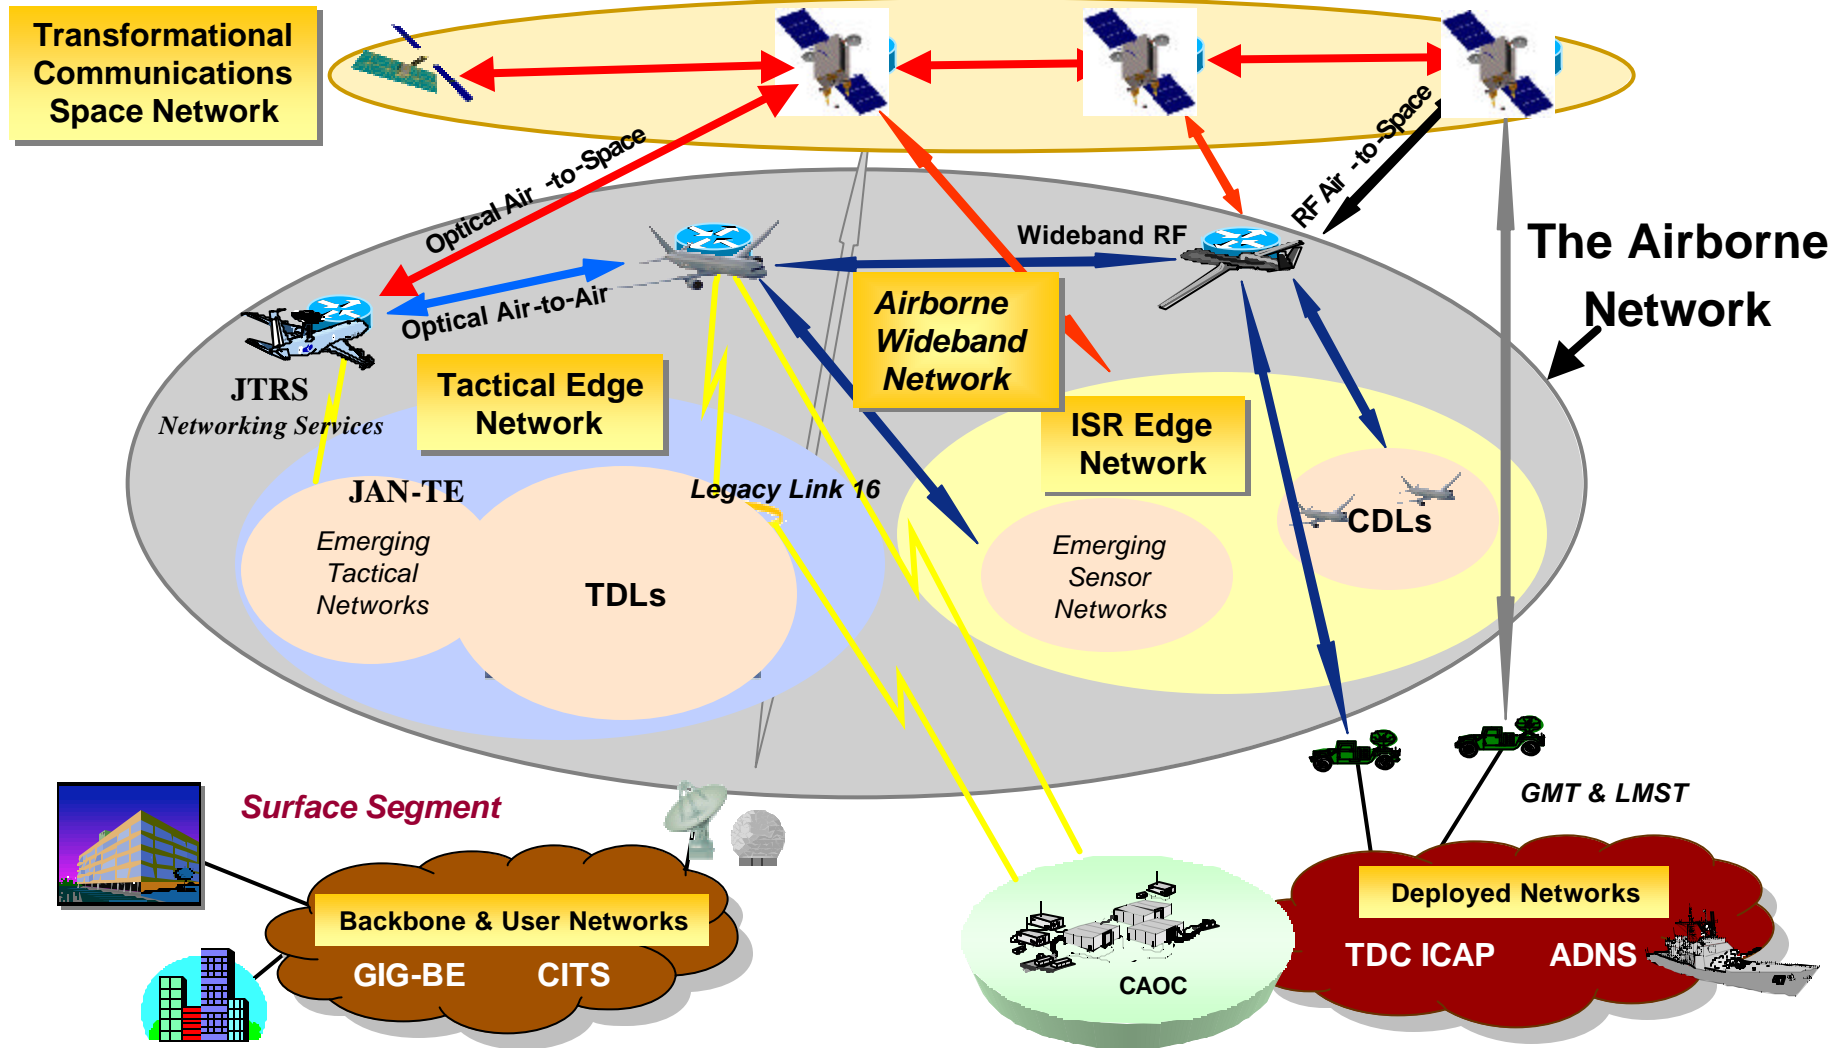 Transformational
Communications
Space Network
Optical Air -to-Space
RF Air -to-Space
The Airborne
Network
Wideband RF
Optical Air-to-Air
Airborne
Wideband
Network
JTRS
Networking Services
Tactical Edge
Network
ISR Edge
Network
JAN-TE
Legacy Link 16
Emerging
Tactical
Networks
TDLs
Emerging
Sensor
Networks
CDLs
Surface Segment
GMT & LMST
Backbone & User Networks
GIG-BE CITS
CAOC
Deployed Networks
TDC ICAP ADNS